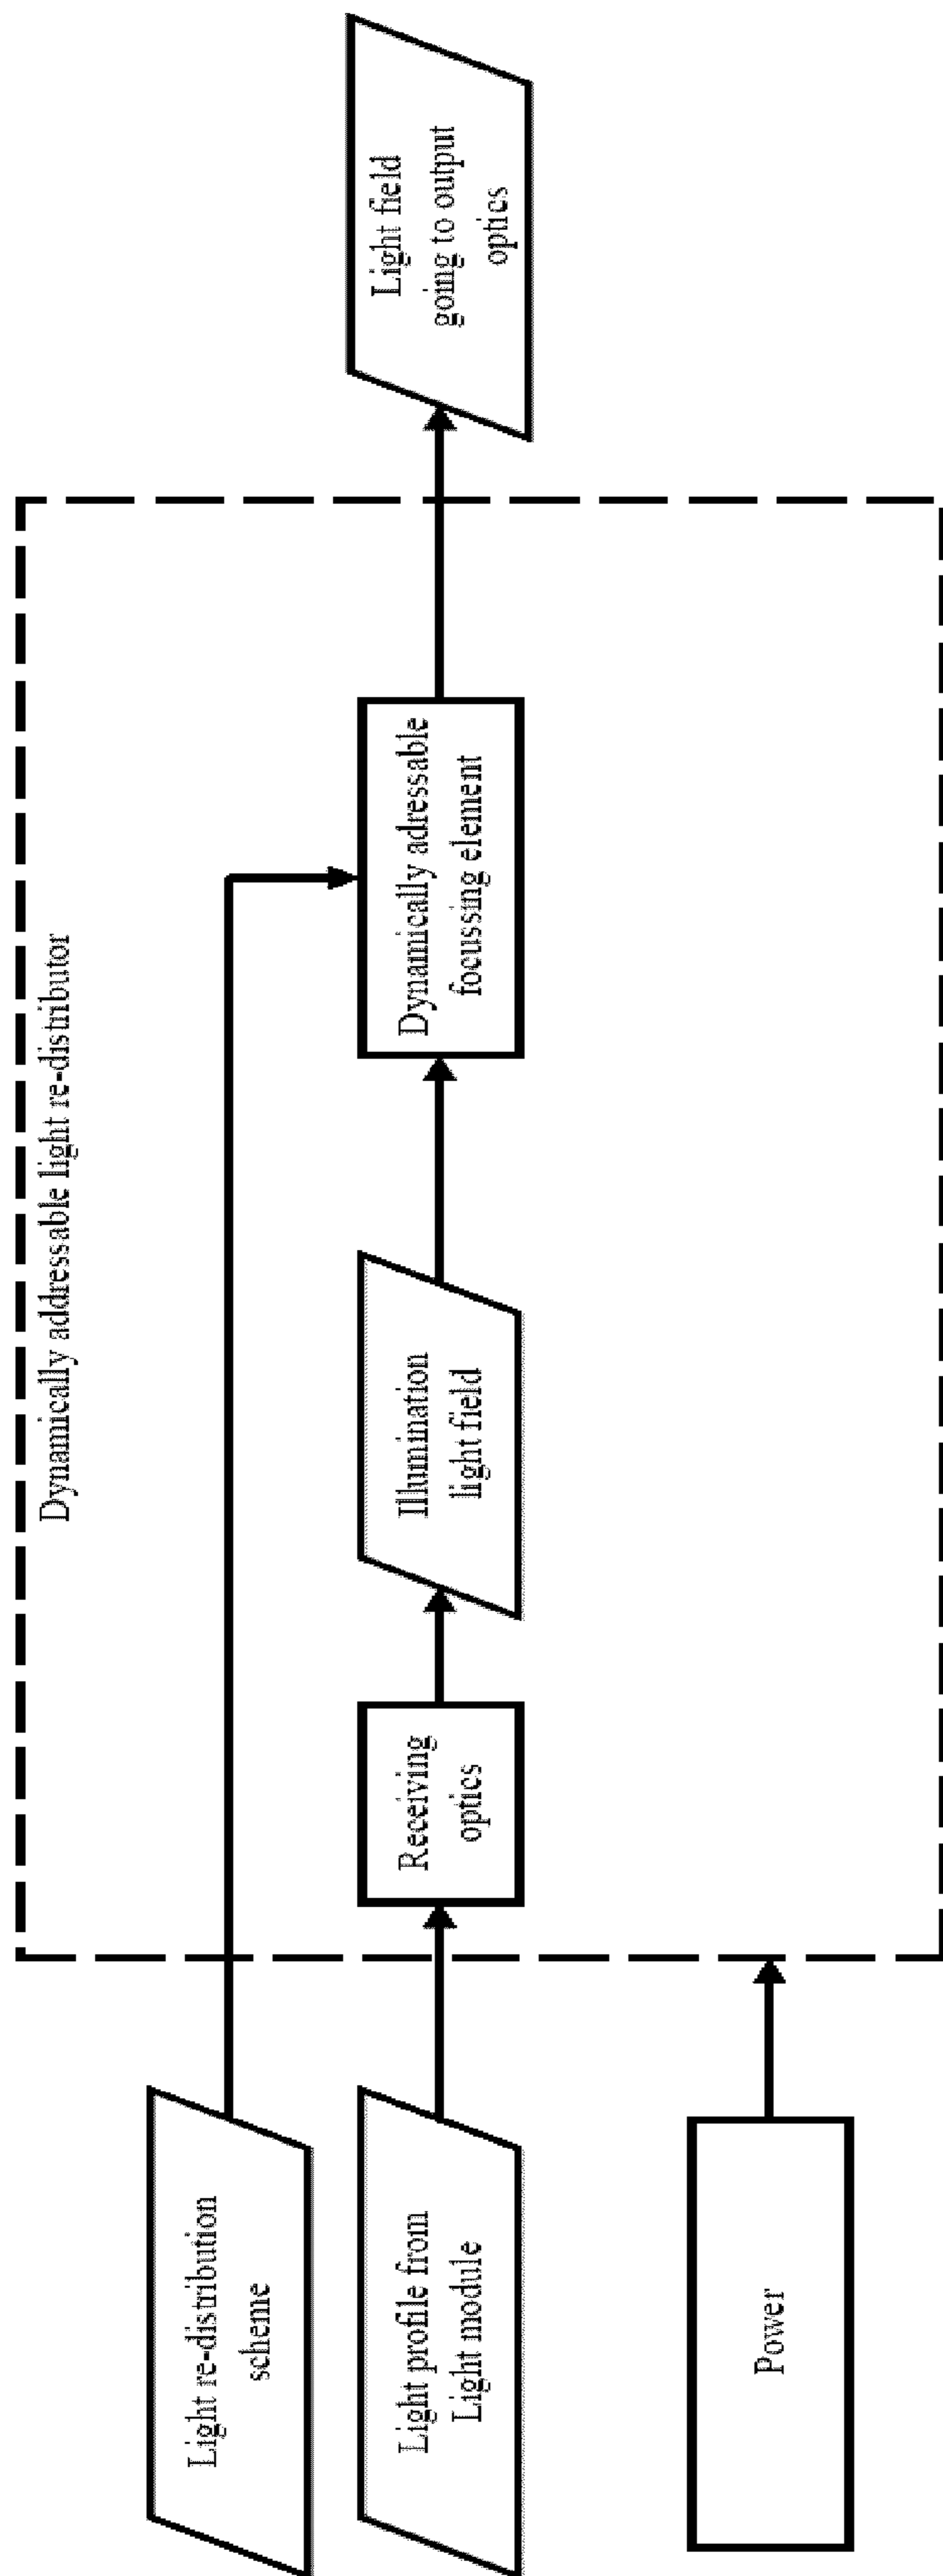 Dynamically addressable light re-distributor
Light re-distribution
scheme
Light profile from
Light module
Receiving
optics
Illumination
light field
Dynamically adressable
focussing element
Light field
going to output
optics
Power